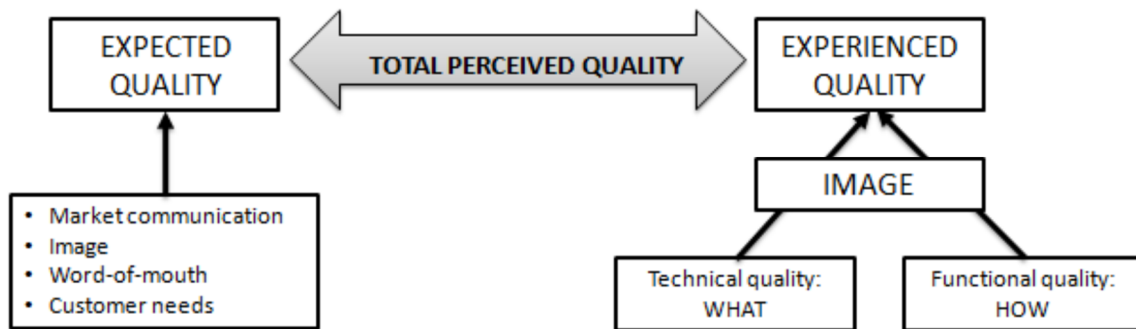 EXPECTED
QUALITY
TOTAL PERCEIVED QUALITY
EXPERIENCED
QUALITY
IMAGE
• Market communication
• Image
• Word-of-mouth
• Customer needs
Technical quality:
WHAT
Functional quality:
HOW